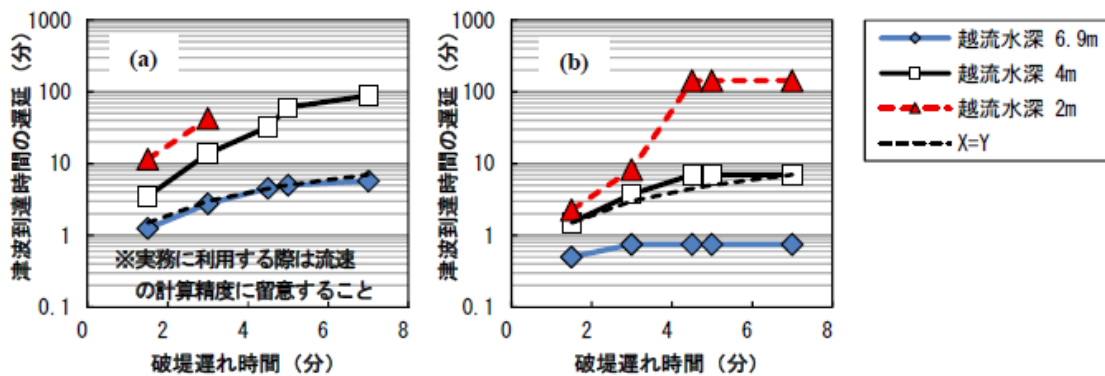 津波到達時間の遅延（分）
1000
100
10
1
0.1
(a)
※実務に利用する際は流速
の計算精度に留意すること
0 2 4 6 8
破堤遅れ時間（分）
津波到達時間の遅延（分）
1000
100
10
1
0.1
(b)
0 2 4 6 8
破堤遅れ時間（分）
越流水深 6.9m
越流水深 4m
越流水深 2m
X=Y